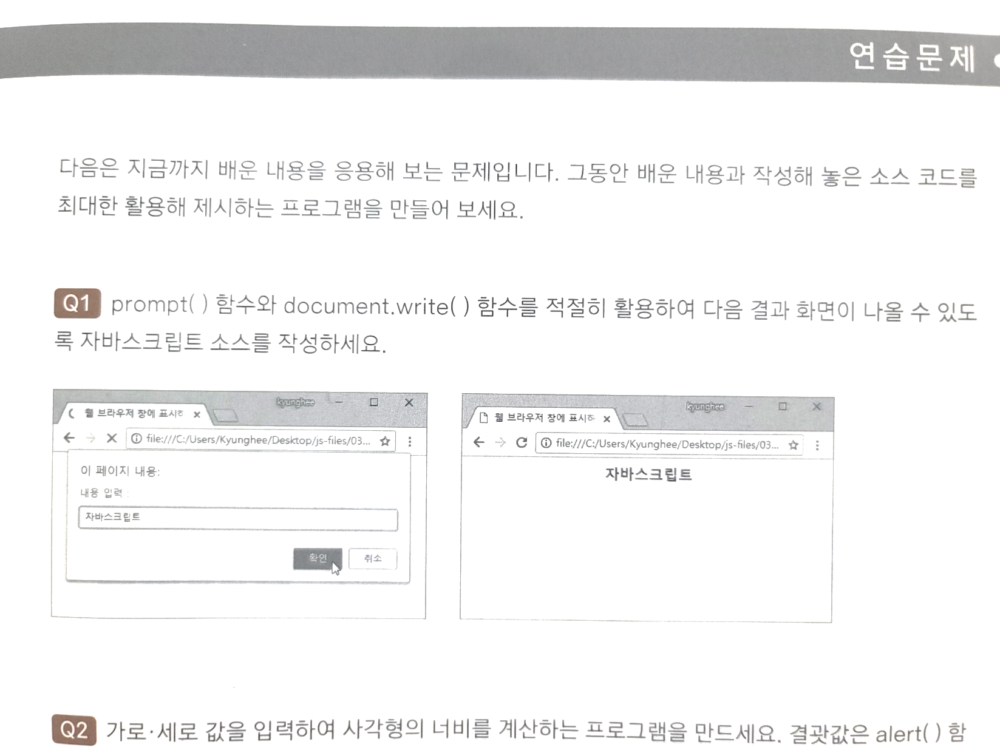 연습문제
다음은 지금까지 배운 내용을 응용해 보는 문제입니다. 그동안 배운 내용과 작성해 놓은 소스 코드를
최대한 활용해 제시하는 프로그램을 만들어 보세요.
Q1 prompt( ) 함수와 document.write( ) 함수를 적절히 활용하여 다음 결과 화면이 나올 수 있도
록 자바스크립트 소스를 작성하세요.
kyunghee
웹 브라우저 창에 표시하
file:///C:/Users/Kyunghee/Desktop/js-files/03...
이 페이지 내용:
내용 입력 :
자바스크립트
확인 취소
kyunghee
웹 브라우저 창에 표시하
file:///C:/Users/Kyunghee/Desktop/js-files/03...
자바스크립트
Q2 가로·세로 값을 입력하여 사각형의 너비를 계산하는 프로그램을 만드세요. 결괏값은 alert( ) 함